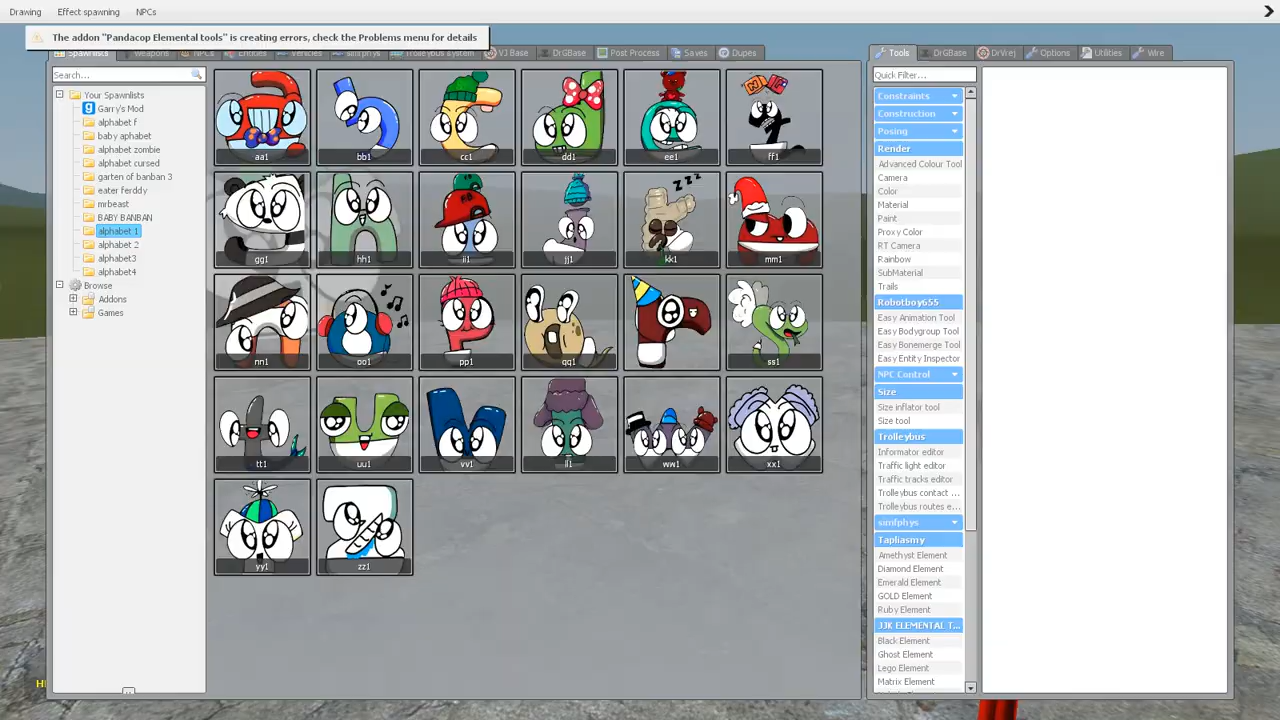 Drawing Effect spawning NPCs
The addon "Pandacop Elemental tools" is creating errors, check the Problems menu for details
Spawnlists Weapons NPCs Entities Vehicles simfphys Trolleybus system VJ Base DrGBase Post Process Saves Dupes
Tools DrGBase DrVrej Options Utilities Wire
Search...
Your Spawnlists
Garry's Mod
alphabet f
baby aphabet
alphabet zombie
alphabet cursed
garten of banban 3
eater ferddy
mrbeast
BABY BANBAN
alphabet 1
alphabet 2
alphabet3
alphabet4
Browse
Addons
Games
aa1 bb1 cc1 dd1 ee1 ff1
gg1 hh1 ii1 jj1 kk1 mm1
nn1 oo1 pp1 qq1 ss1
tt1 uu1 vv1 ww1 xx1
yy1 zz1
Quick Filter...
Constraints
Construction
Posing
Render
Advanced Colour Tool
Camera
Color
Material
Paint
Proxy Color
RT Camera
Rainbow
SubMaterial
Trails
Robotboy655
Easy Animation Tool
Easy Bodygroup Tool
Easy Bonemerge Tool
Easy Entity Inspector
NPC Control
Size
Size inflator tool
Size tool
Trolleybus
Informator editor
Traffic light editor
Traffic tracks editor
Trolleybus contact ...
Trolleybus routes e...
simfphys
Tapliasmy
Amethyst Element
Diamond Element
Emerald Element
GOLD Element
Ruby Element
JJK ELEMENTAL T...
Black Element
Ghost Element
Lego Element
Matrix Element